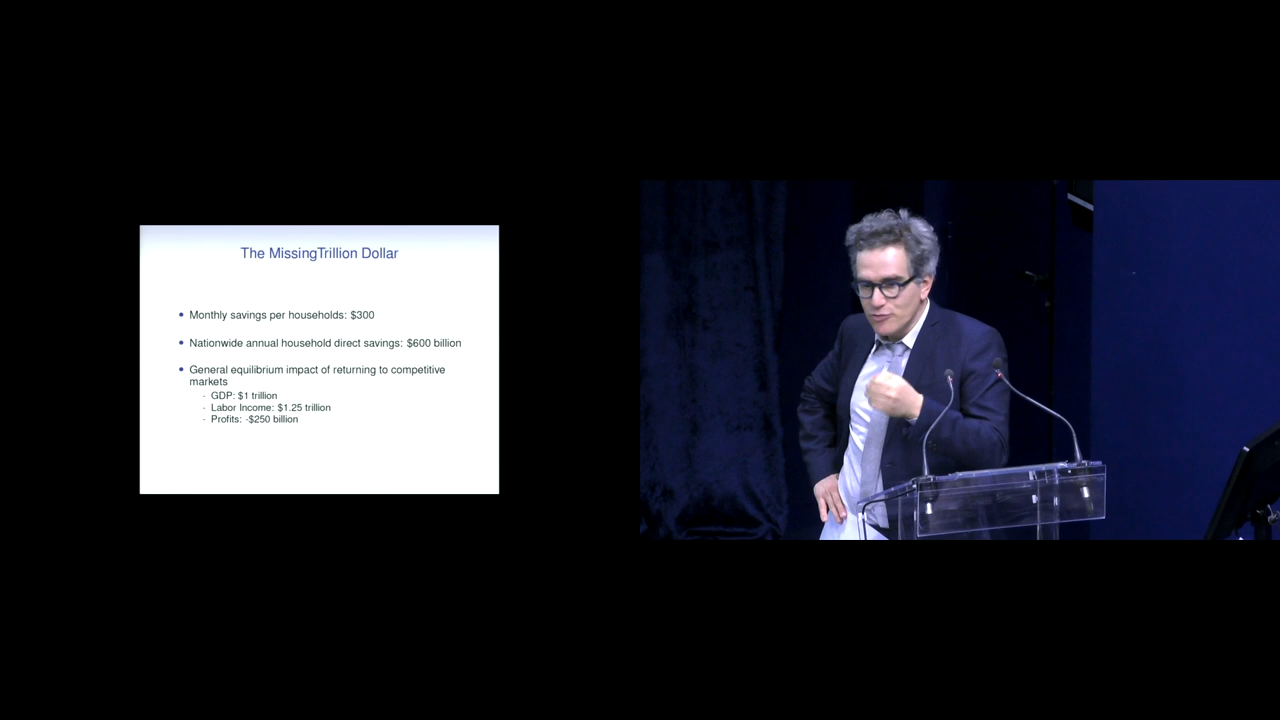 The MissingTrillion Dollar
• Monthly savings per households: $300
• Nationwide annual household direct savings: $600 billion
• General equilibrium impact of returning to competitive
markets
- GDP: $1 trillion
- Labor Income: $1.25 trillion
- Profits: -$250 billion